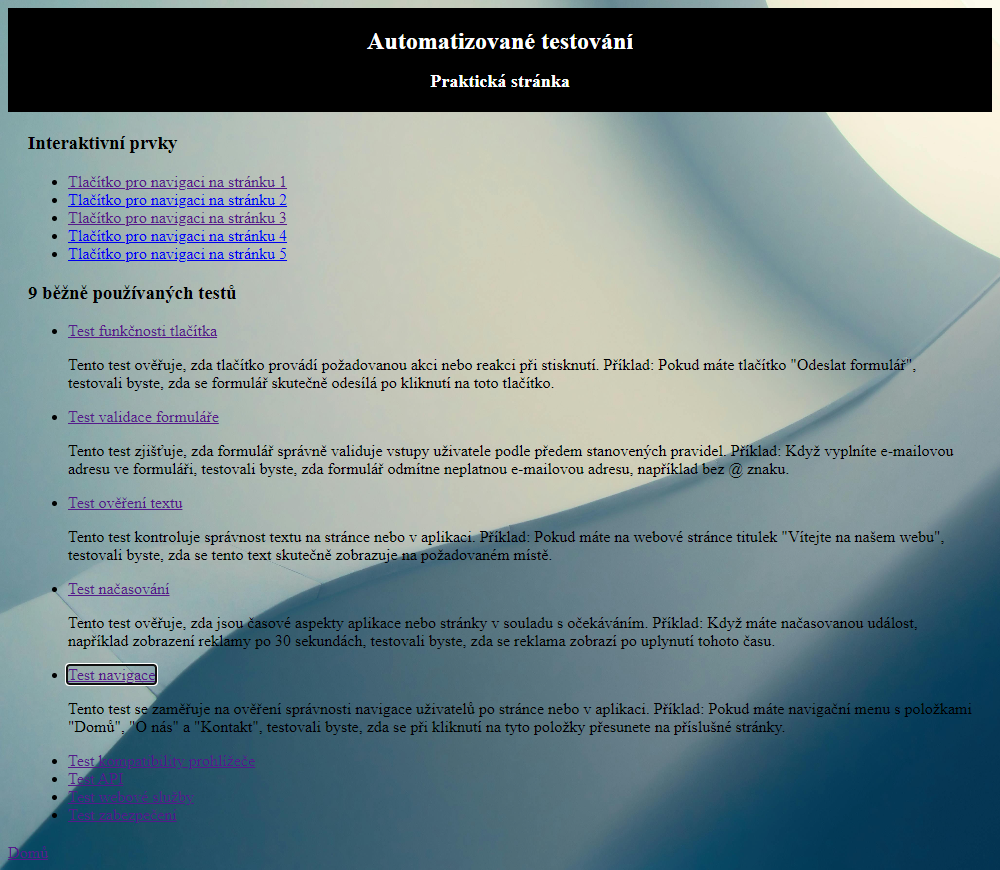 Automatizované testování
Praktická stránka
Interaktivní prvky
Tlačítko pro navigaci na stránku 1
Tlačítko pro navigaci na stránku 2
Tlačítko pro navigaci na stránku 3
Tlačítko pro navigaci na stránku 4
Tlačítko pro navigaci na stránku 5
9 běžně používaných testů
Test funkčnosti tlačítka
Tento test ověřuje, zda tlačítko provádí požadovanou akci nebo reakci při stisknutí. Příklad: Pokud máte tlačítko "Odeslat formulář",
testovali byste, zda se formulář skutečně odesílá po kliknutí na toto tlačítko.
Test validace formuláře
Tento test zjišťuje, zda formulář správně validuje vstupy uživatele podle předem stanovených pravidel. Příklad: Když vyplníte e-mailovou
adresu ve formuláři, testovali byste, zda formulář odmítne neplatnou e-mailovou adresu, například bez @ znaku.
Test ověření textu
Tento test kontroluje správnost textu na stránce nebo v aplikaci. Příklad: Pokud máte na webové stránce titulek "Vítejte na našem webu",
testovali byste, zda se tento text skutečně zobrazuje na požadovaném místě.
Test načasování
Tento test ověřuje, zda jsou časové aspekty aplikace nebo stránky v souladu s očekáváním. Příklad: Když máte načasovanou událost,
například zobrazení reklamy po 30 sekundách, testovali byste, zda se reklama zobrazí po uplynutí tohoto času.
Test navigace
Tento test se zaměřuje na ověření správnosti navigace uživatelů po stránce nebo v aplikaci. Příklad: Pokud máte navigační menu s položkami
"Domů", "O nás" a "Kontakt", testovali byste, zda se při kliknutí na tyto položky přesunete na příslušné stránky.
Test kompatibility prohlížeče
Test API
Test webové služby
Test zabezpečení
Domů